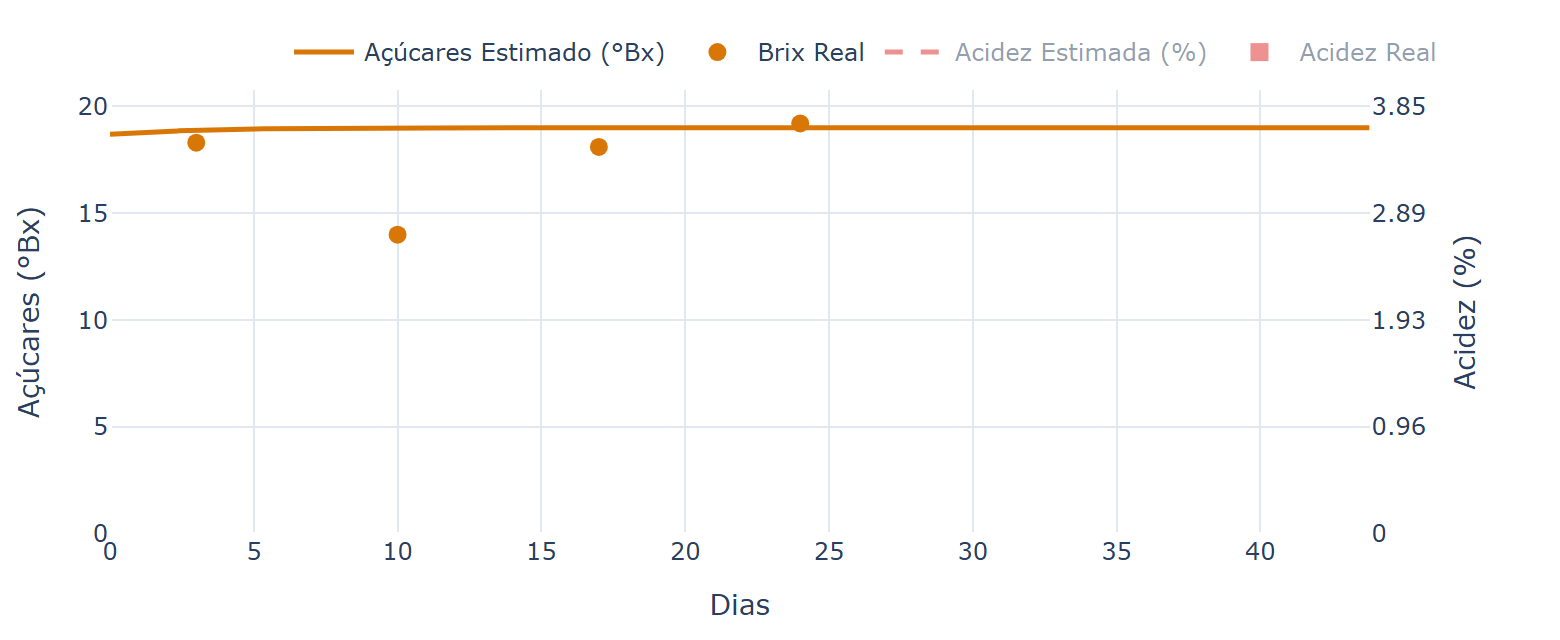 Açúcares Estimado (°Bx) Brix Real Acidez Estimada (%) Acidez Real
20 3.85
15 2.89
10 1.93
5 0.96
0 0
0 5 10 15 20 25 30 35 40
Açúcares (°Bx)
Acidez (%)
Dias